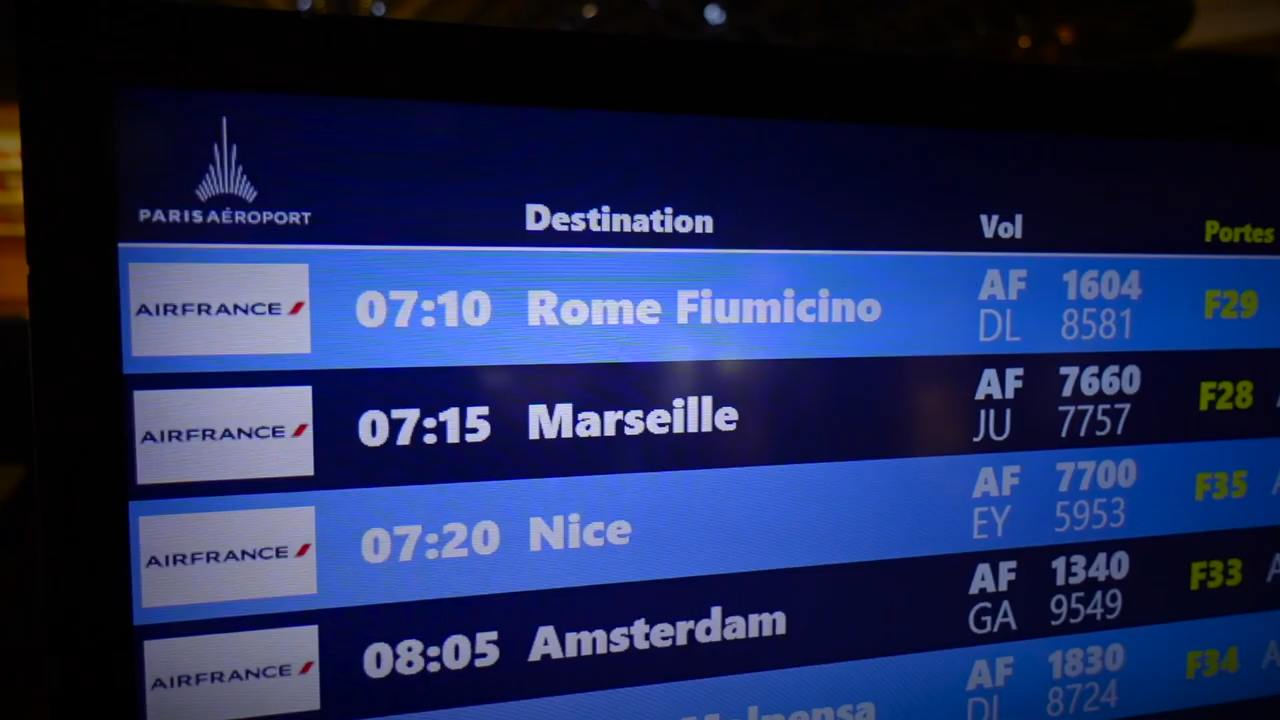 PARISAÉROPORT
Destination Vol Portes
AIRFRANCE 07:10 Rome Fiumicino AF 1604 F29
DL 8581
AIRFRANCE 07:15 Marseille AF 7660 F28
JU 7757
AIRFRANCE 07:20 Nice AF 7700 F35
EY 5953
AIRFRANCE 08:05 Amsterdam AF 1340 F33
GA 9549
Malpensa AF 1830 F34
DL 8724